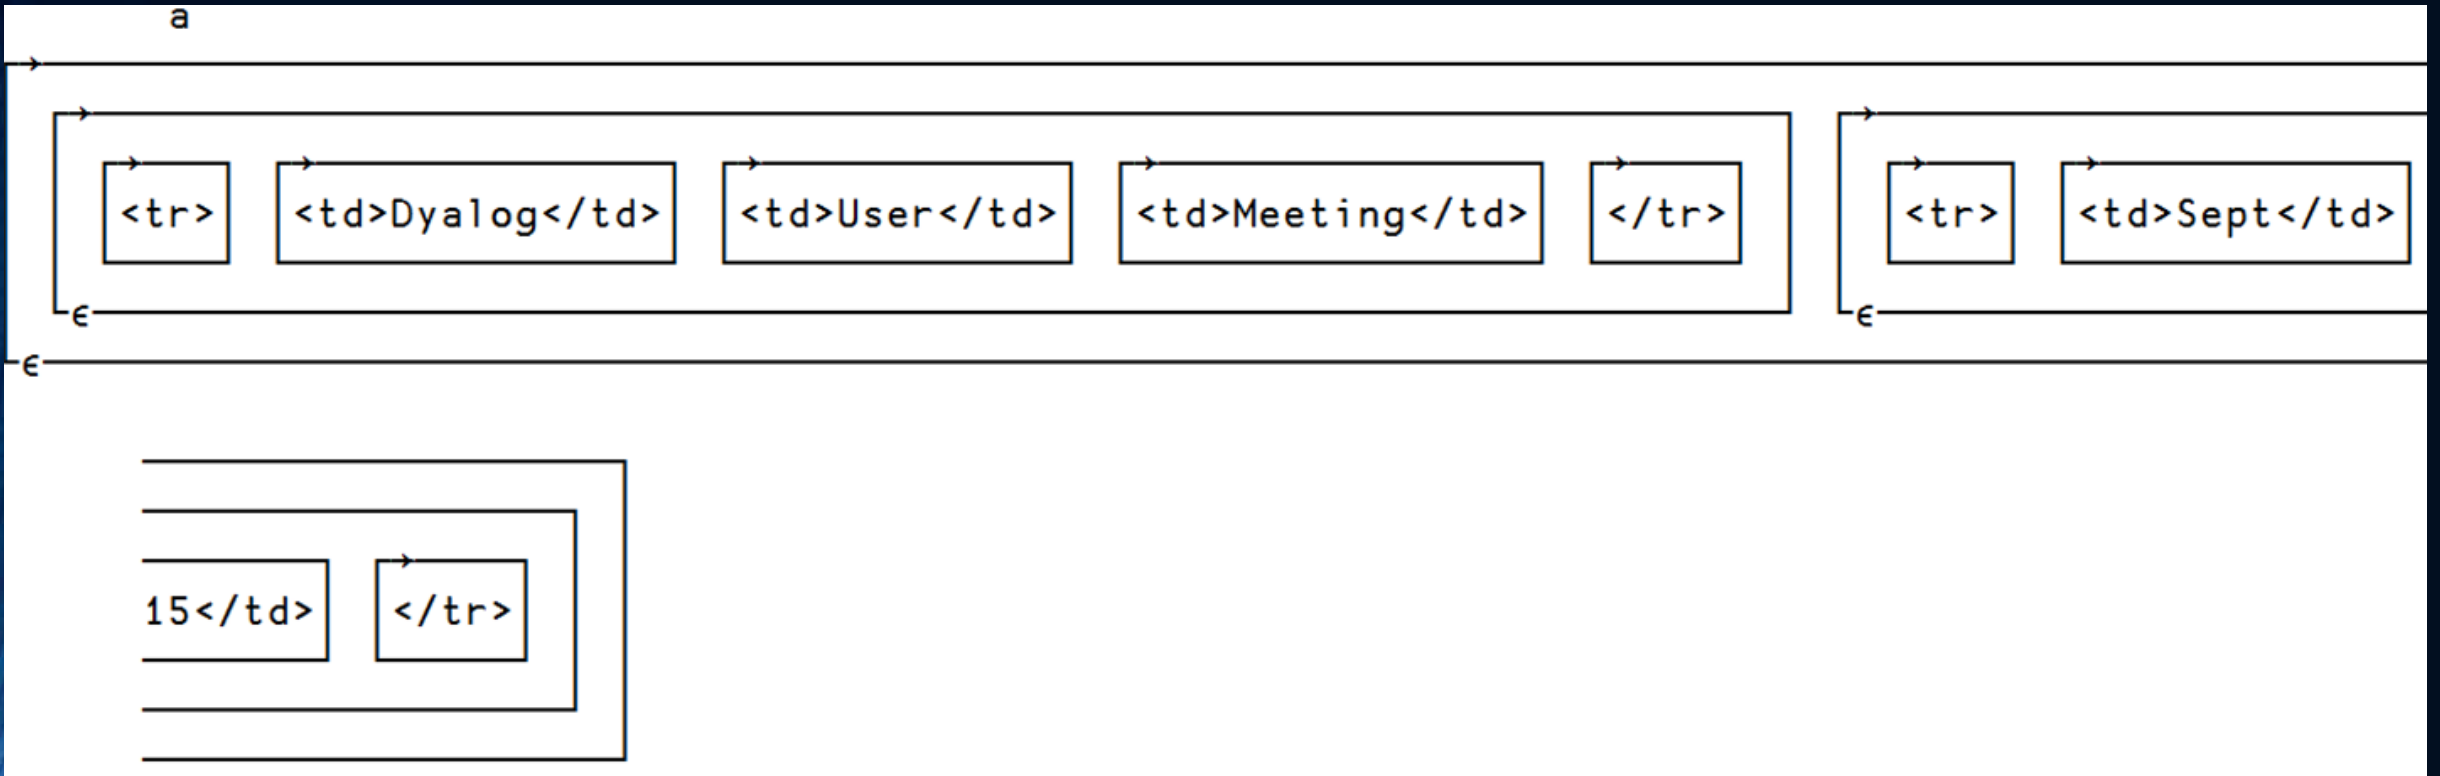 a
→
→ →
→ → → → → → →
<tr> <td>Dyalog</td> <td>User</td> <td>Meeting</td> </tr> <tr> <td>Sept</td>
∊ ∊
∊
→
15</td> </tr>